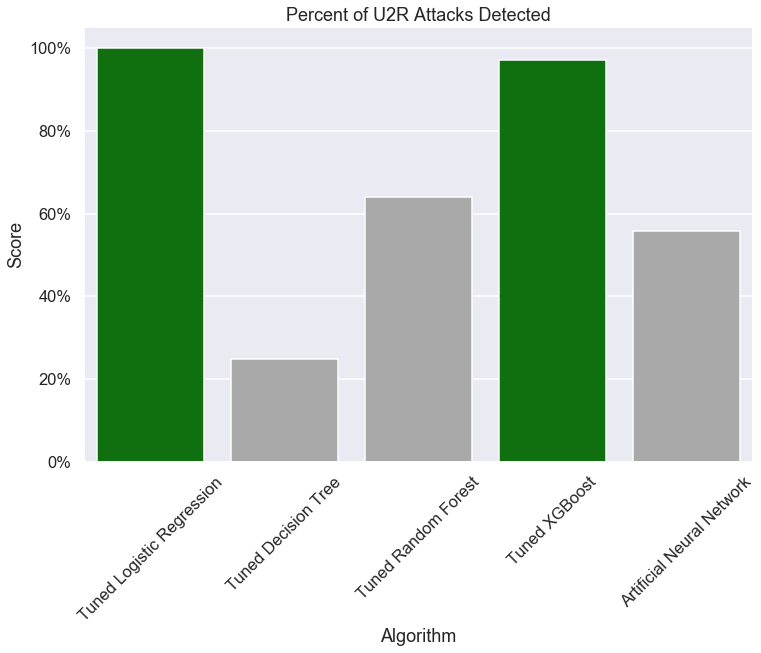 Percent of U2R Attacks Detected
100%
80%
60%
40%
20%
0%
Score
Tuned Logistic Regression
Tuned Decision Tree
Tuned Random Forest
Tuned XGBoost
Artificial Neural Network
Algorithm